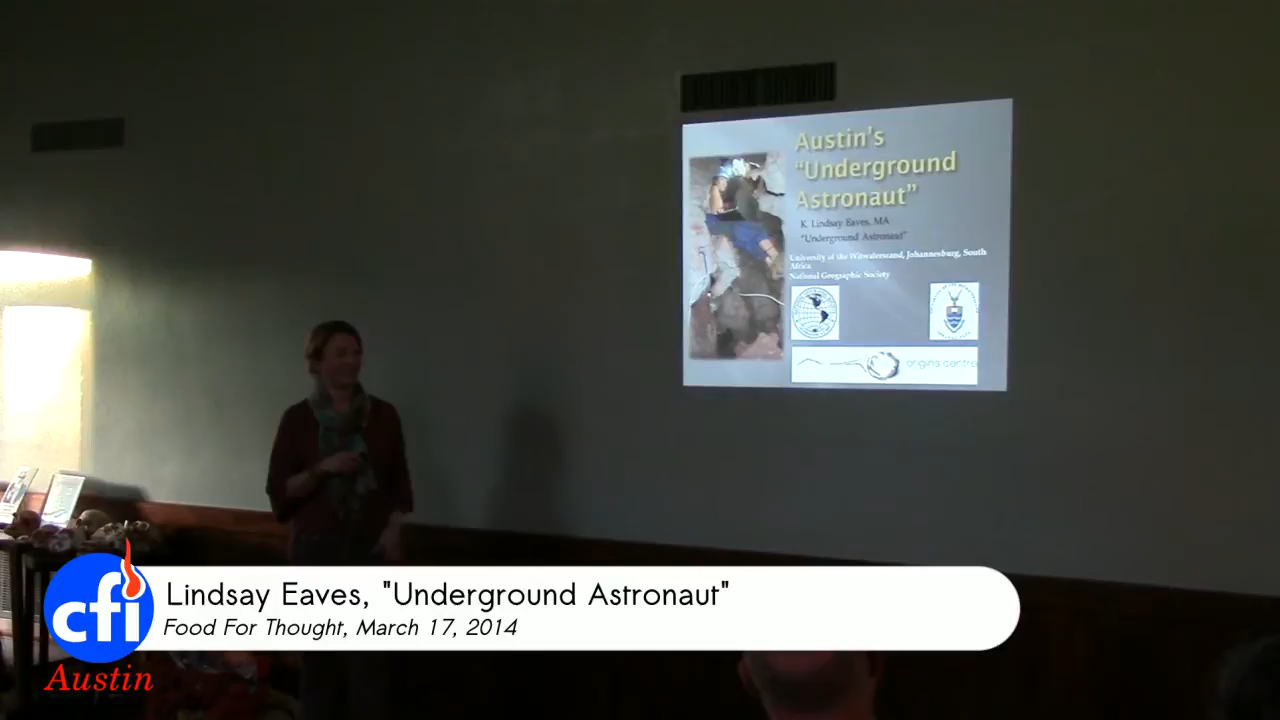 Austin's
"Underground
Astronaut"
K. Lindsay Eaves, MA
"Underground Astronaut"
University of the Witwatersrand, Johannesburg, South
Africa
National Geographic Society
origins centre
cfi
Austin
Lindsay Eaves, "Underground Astronaut"
Food For Thought, March 17, 2014